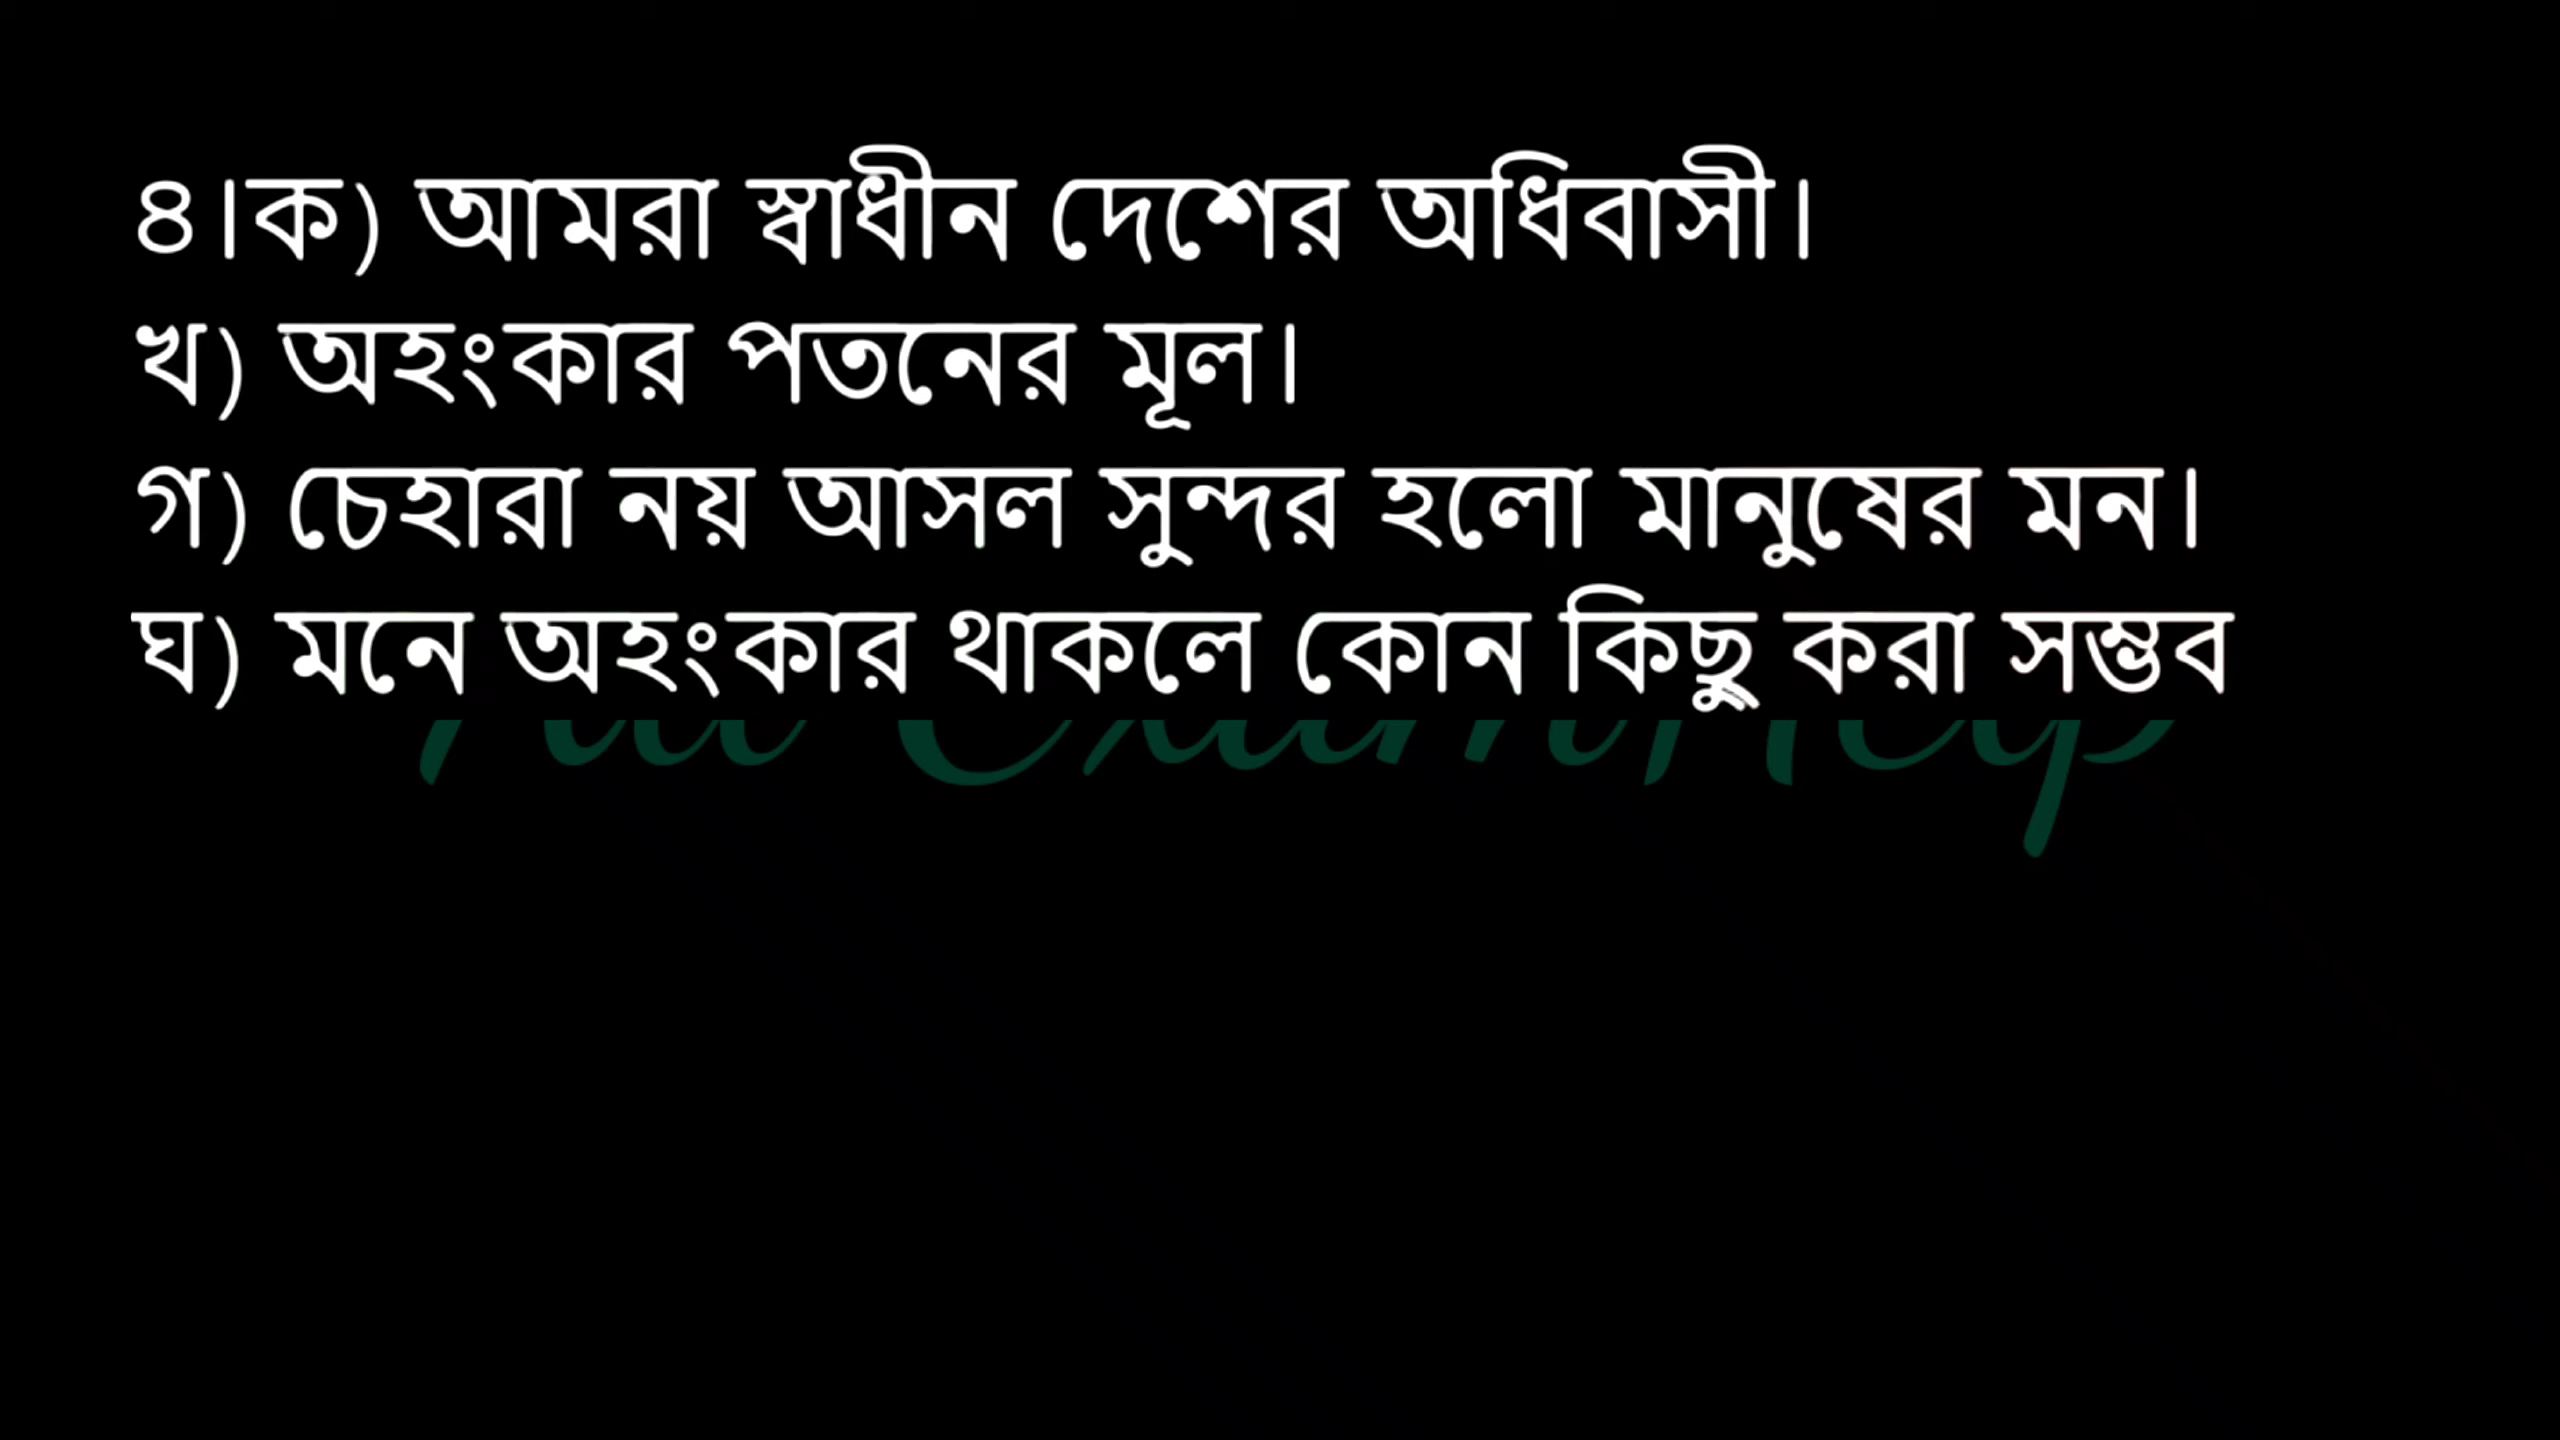 ৪।ক) আমরা স্বাধীন দেশের অধিবাসী।
খ) অহংকার পতনের মূল।
গ) চেহারা নয় আসল সুন্দর হলো মানুষের মন।
ঘ) মনে অহংকার থাকলে কোন কিছু করা সম্ভব